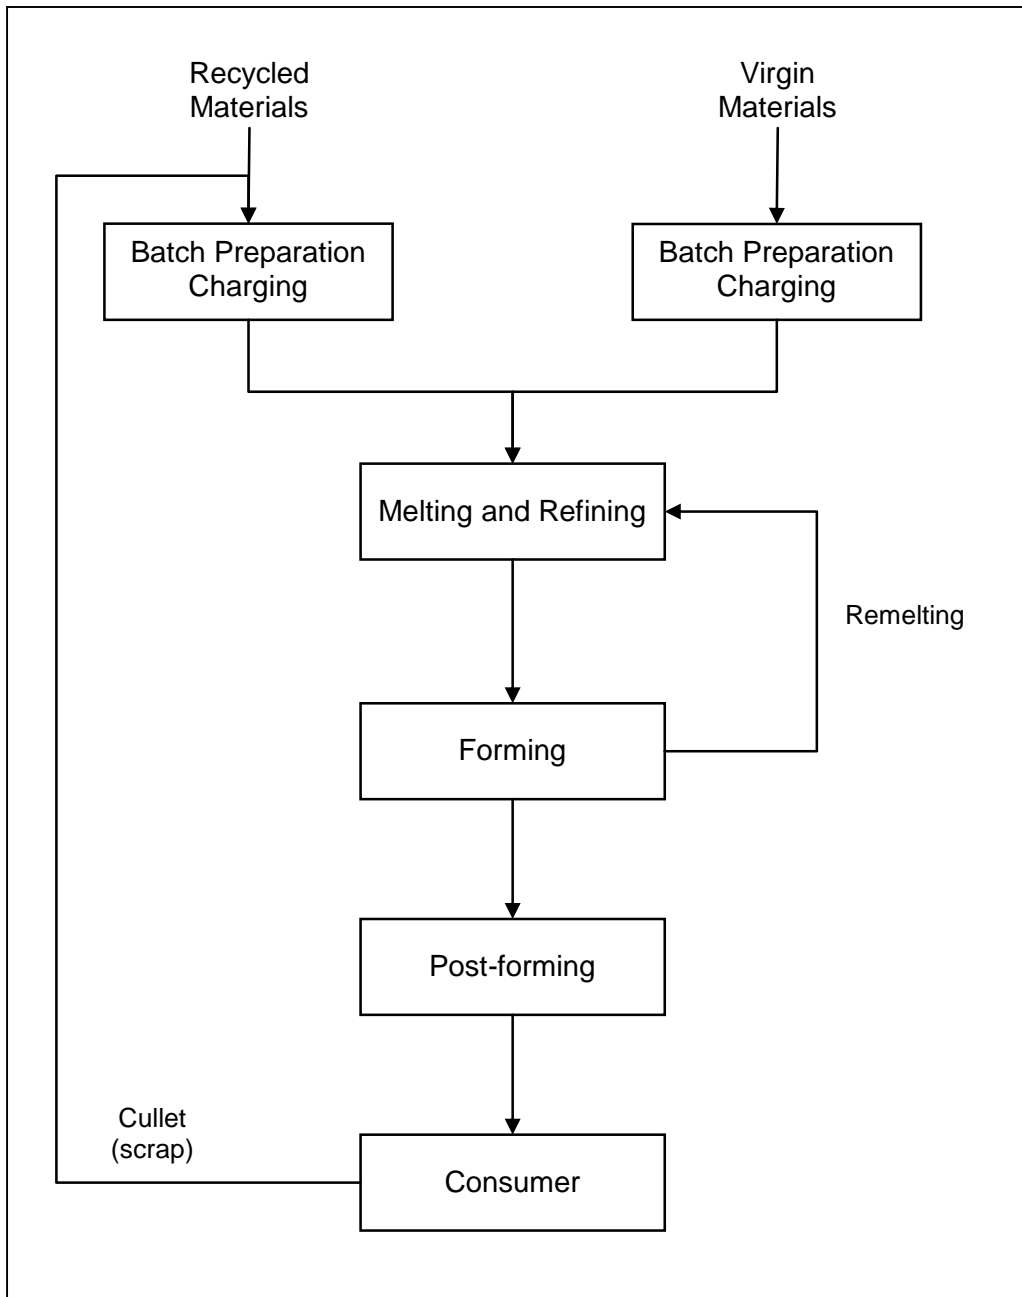 Recycled
Materials
Virgin
Materials
Batch Preparation
Charging
Batch Preparation
Charging
Melting and Refining
Remelting
Forming
Post-forming
Cullet
(scrap)
Consumer